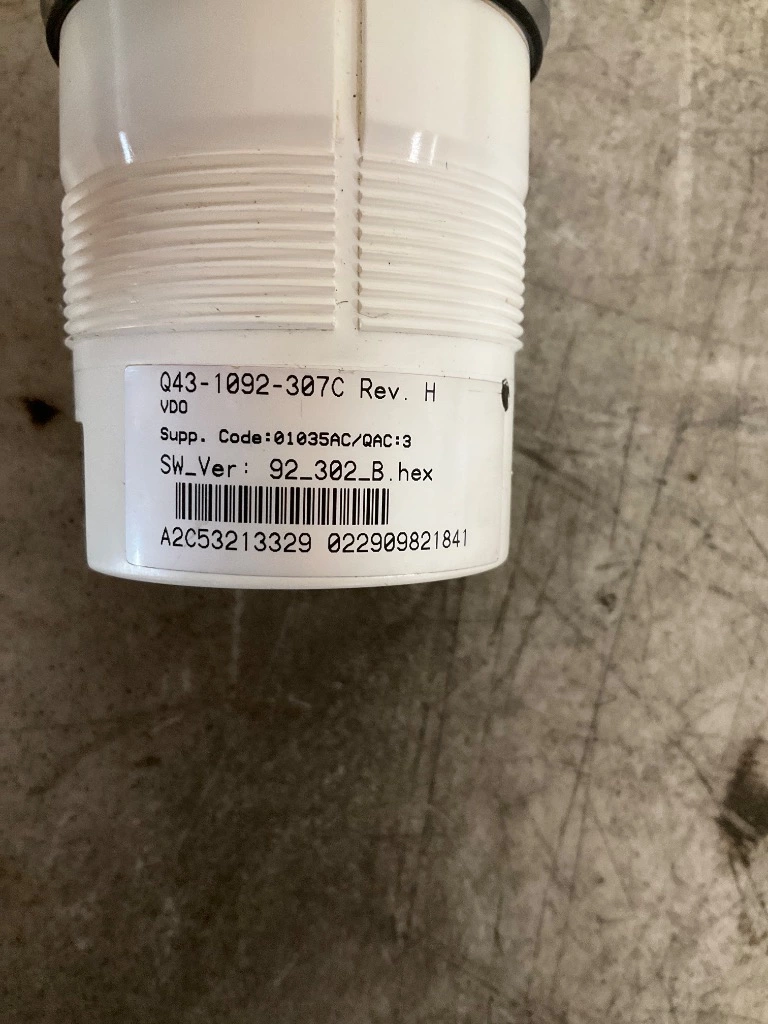 Q43-1092-307C Rev. H
VDO
Supp. Code:01035AC/QAC:3
SW_Ver: 92_302_B.hex
A2C53213329 022909821841